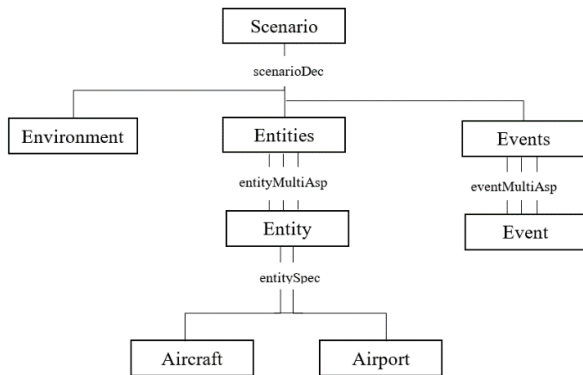 Scenario
scenarioDec
Environment
Entities
Events
entityMultiAsp
eventMultiAsp
Entity
Event
entitySpec
Aircraft
Airport